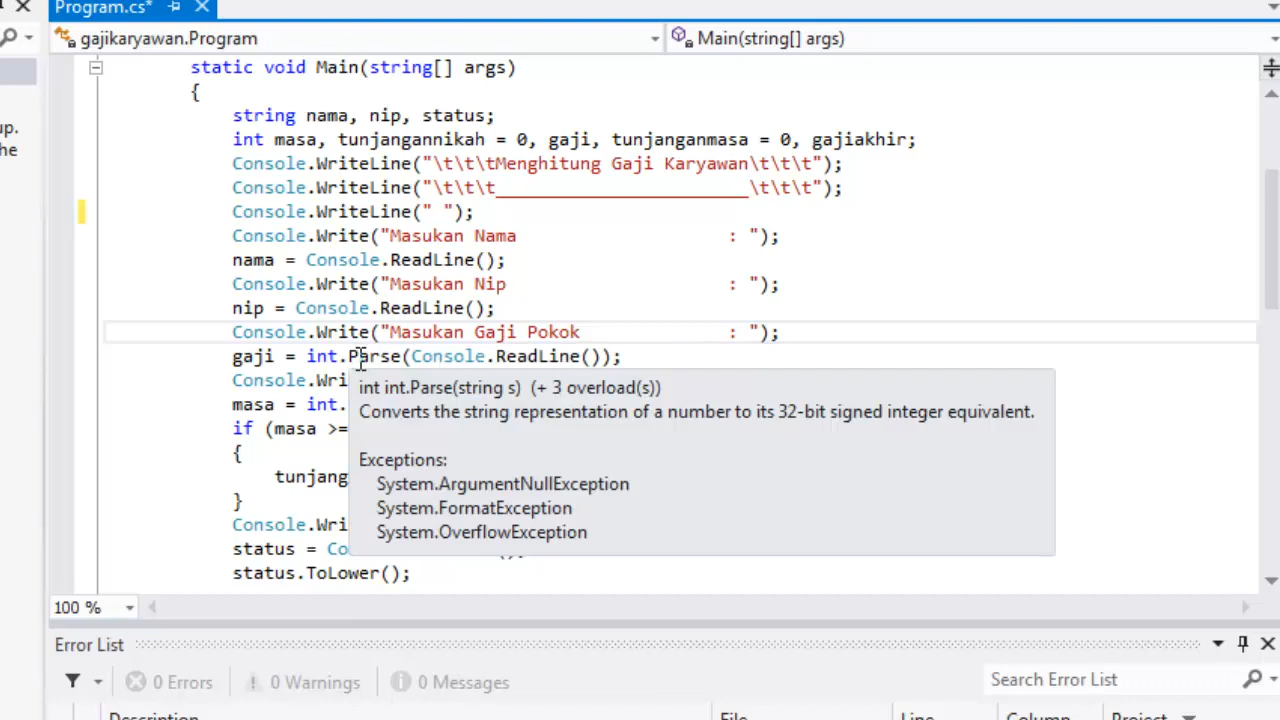 Program.cs*
gajikaryawan.Program
Main(string[] args)
static void Main(string[] args)
{
string nama, nip, status;
int masa, tunjangannikah = 0, gaji, tunjanganmasa = 0, gajiakhir;
Console.WriteLine("\t\t\tMenghitung Gaji Karyawan\t\t\t");
Console.WriteLine("\t\t\t________________________\t\t\t");
Console.WriteLine(" ");
Console.Write("Masukan Nama                    : ");
nama = Console.ReadLine();
Console.Write("Masukan Nip                     : ");
nip = Console.ReadLine();
up.
he
Console.Write("Masukan Gaji Pokok              : ");
gaji = int.Parse(Console.ReadLine());
Console.Wri
masa = int.
if (masa >=
{
tunjang
}
Console.Wri
status = Co
status.ToLower();
int int.Parse(string s) (+ 3 overload(s))
Converts the string representation of a number to its 32-bit signed integer equivalent.
Exceptions:
System.ArgumentNullException
System.FormatException
System.OverflowException
100 %
Error List
0 Errors
0 Warnings
0 Messages
Search Error List
Description
File
Line
Column
Project